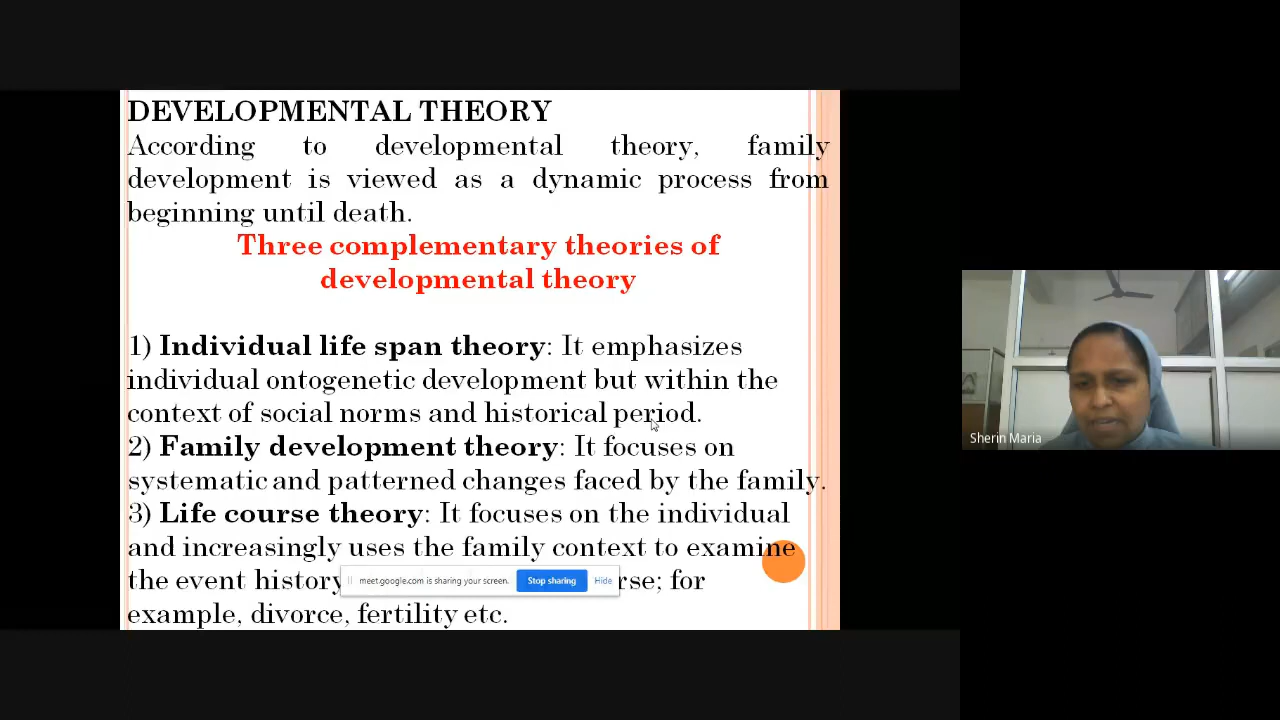 DEVELOPMENTAL THEORY
According to developmental theory, family
development is viewed as a dynamic process from
beginning until death.
Three complementary theories of
developmental theory
1) Individual life span theory: It emphasizes
individual ontogenetic development but within the
context of social norms and historical period.
2) Family development theory: It focuses on
systematic and patterned changes faced by the family.
3) Life course theory: It focuses on the individual
and increasingly uses the family context to examine
the event history rse; for
meet.google.com is sharing your screen. Stop sharing Hide
example, divorce, fertility etc.
Sherin Maria